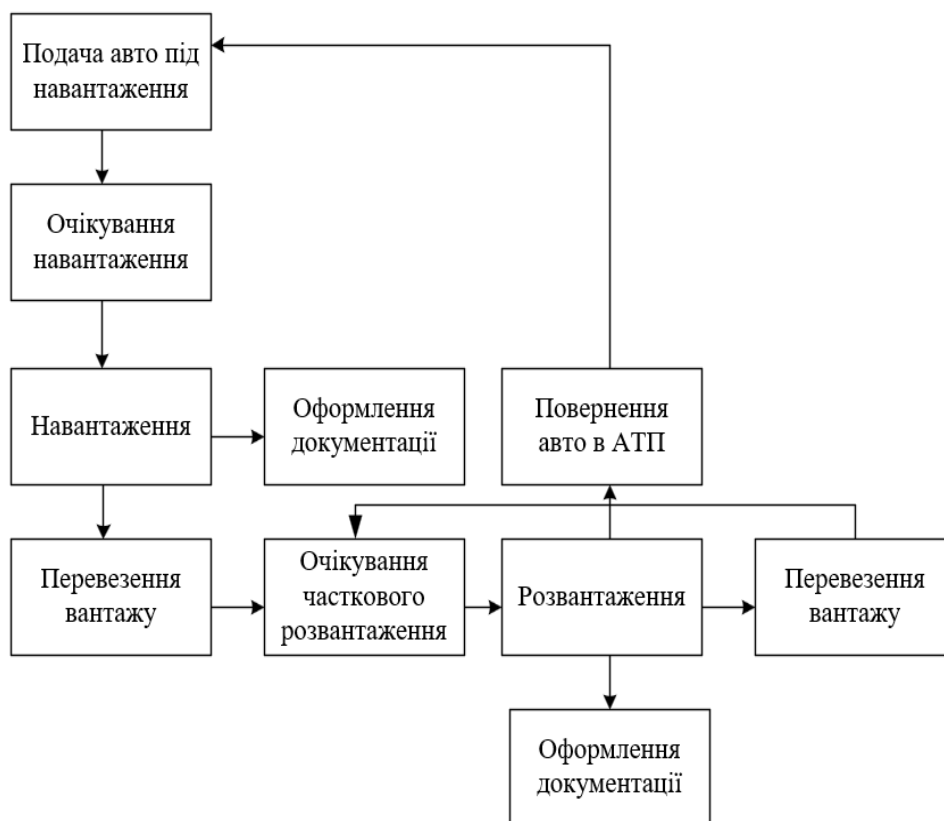 Подача авто під
навантаження
Очікування
навантаження
Навантаження
Оформлення
документації
Повернення
авто в АТП
Перевезення
вантажу
Очікування
часткового
розвантаження
Розвантаження
Перевезення
вантажу
Оформлення
документації